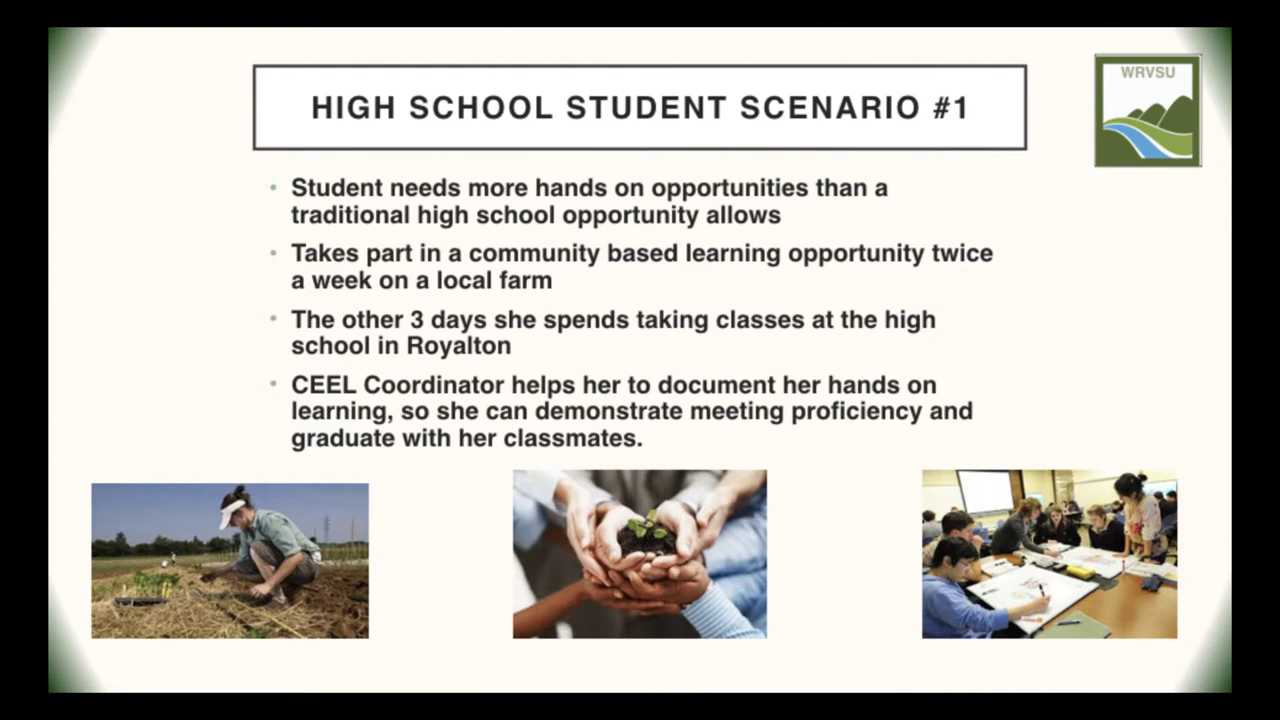 WRVSU
HIGH SCHOOL STUDENT SCENARIO #1
• Student needs more hands on opportunities than a
traditional high school opportunity allows
• Takes part in a community based learning opportunity twice
a week on a local farm
• The other 3 days she spends taking classes at the high
school in Royalton
• CEEL Coordinator helps her to document her hands on
learning, so she can demonstrate meeting proficiency and
graduate with her classmates.